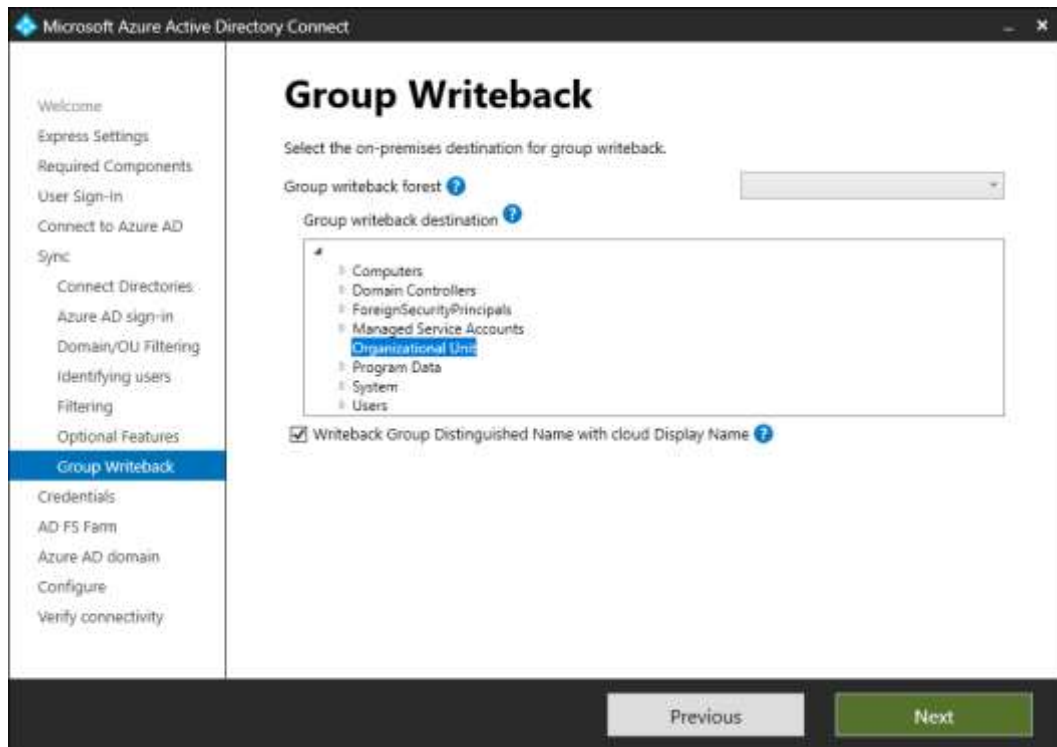 Microsoft Azure Active Directory Connect
Welcome
Express Settings
Required Components
User Sign-In
Connect to Azure AD
Sync
Connect Directories
Azure AD sign-in
Domain/OU Filtering
Identifying users
Filtering
Optional Features
Group Writeback
Credentials
AD FS Farm
Azure AD domain
Configure
Verify connectivity
Group Writeback
Select the on-premises destination for group writeback.
Group writeback forest ?
Group writeback destination ?
Computers
Domain Controllers
ForeignSecurityPrincipals
Managed Service Accounts
Organizational Unit
Program Data
System
Users
Writeback Group Distinguished Name with cloud Display Name ?
Previous
Next